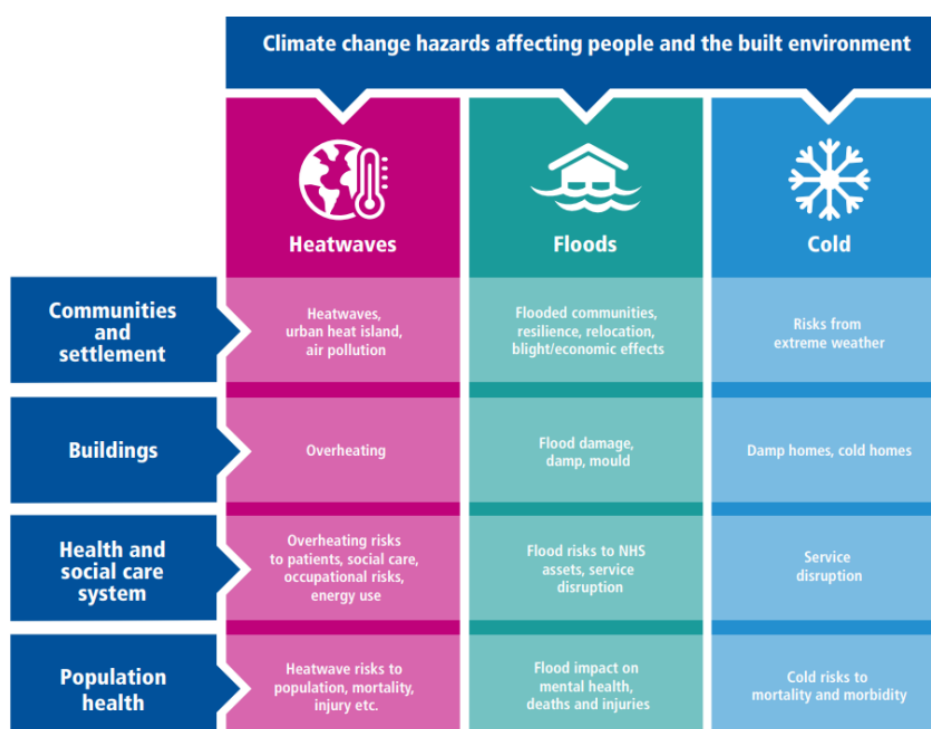 Climate change hazards affecting people and the built environment
Heatwaves
Floods
Cold
Communities
and
settlement
Heatwaves,
urban heat island,
air pollution
Flooded communities,
resilience, relocation,
blight/economic effects
Risks from
extreme weather
Buildings
Overheating
Flood damage,
damp, mould
Damp homes, cold homes
Health and
social care
system
Overheating risks
to patients, social care,
occupational risks,
energy use
Flood risks to NHS
assets, service
disruption
Service
disruption
Population
health
Heatwave risks to
population, mortality,
injury etc.
Flood impact on
mental health,
deaths and injuries
Cold risks to
mortality and morbidity